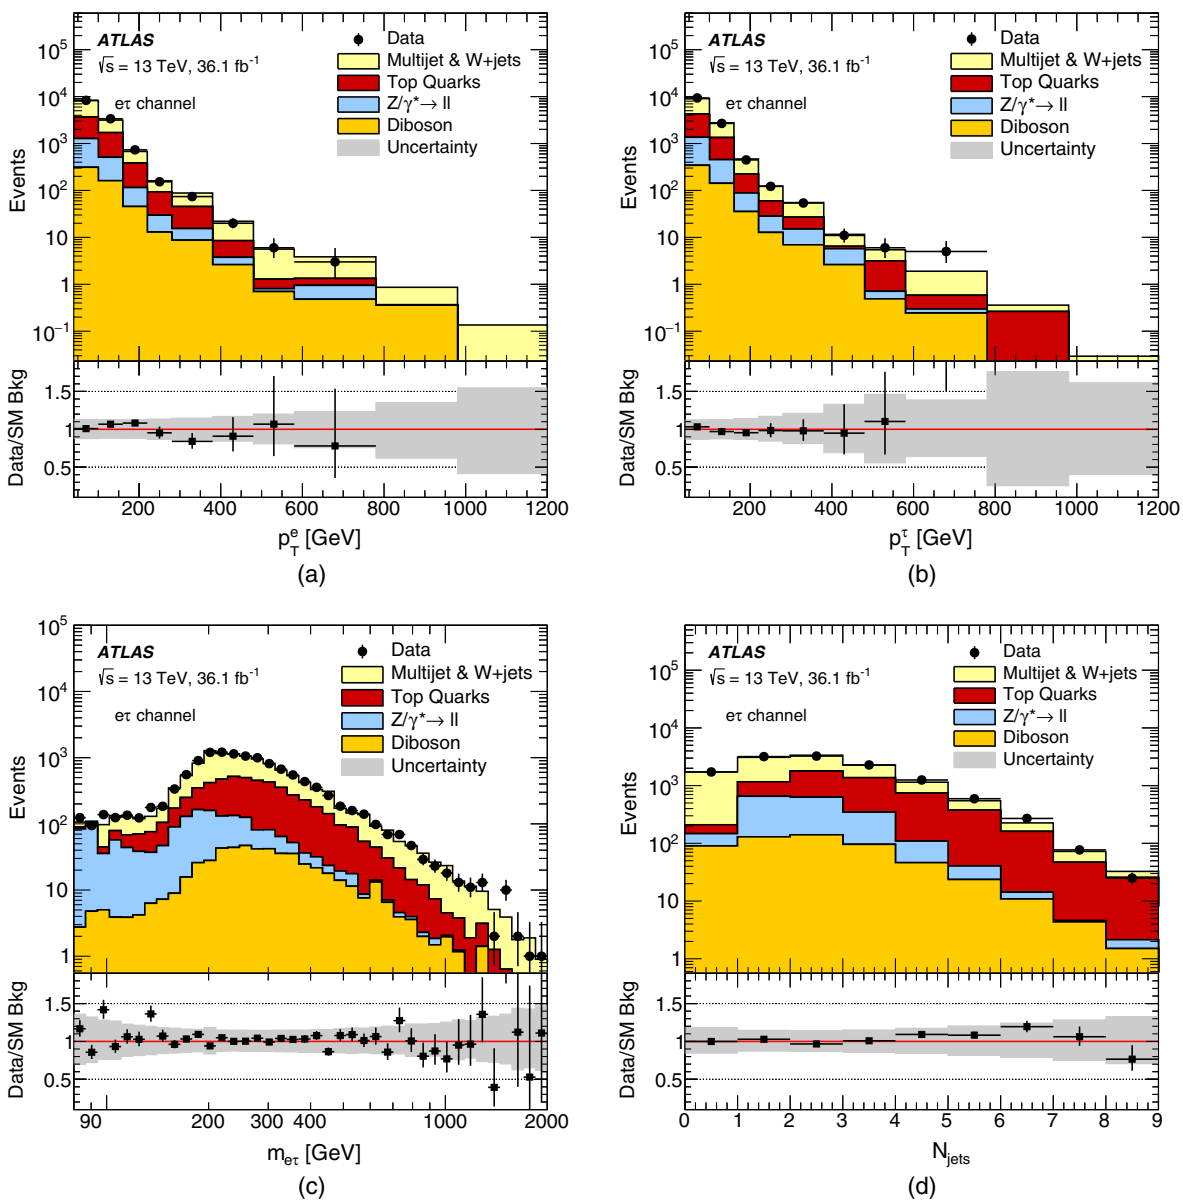 ATLAS
√s = 13 TeV, 36.1 fb⁻¹
eτ channel
Data
Multijet & W+jets
Top Quarks
Z/γ*→ ll
Diboson
Uncertainty
Events
10⁵
10⁴
10³
10²
10
1
10⁻¹
Data/SM Bkg
1.5
1
0.5
200 400 600 800 1000 1200
p_T^e [GeV]
(a)
ATLAS
√s = 13 TeV, 36.1 fb⁻¹
eτ channel
Data
Multijet & W+jets
Top Quarks
Z/γ*→ ll
Diboson
Uncertainty
Events
10⁵
10⁴
10³
10²
10
1
10⁻¹
Data/SM Bkg
1.5
1
0.5
200 400 600 800 1000 1200
p_T^τ [GeV]
(b)
ATLAS
√s = 13 TeV, 36.1 fb⁻¹
eτ channel
Data
Multijet & W+jets
Top Quarks
Z/γ*→ ll
Diboson
Uncertainty
Events
10⁵
10⁴
10³
10²
10
1
Data/SM Bkg
1.5
1
0.5
90 200 300 400 1000 2000
m_eτ [GeV]
(c)
ATLAS
√s = 13 TeV, 36.1 fb⁻¹
eτ channel
Data
Multijet & W+jets
Top Quarks
Z/γ*→ ll
Diboson
Uncertainty
Events
10⁵
10⁴
10³
10²
10
1
Data/SM Bkg
1.5
1
0.5
0 1 2 3 4 5 6 7 8 9
N_jets
(d)